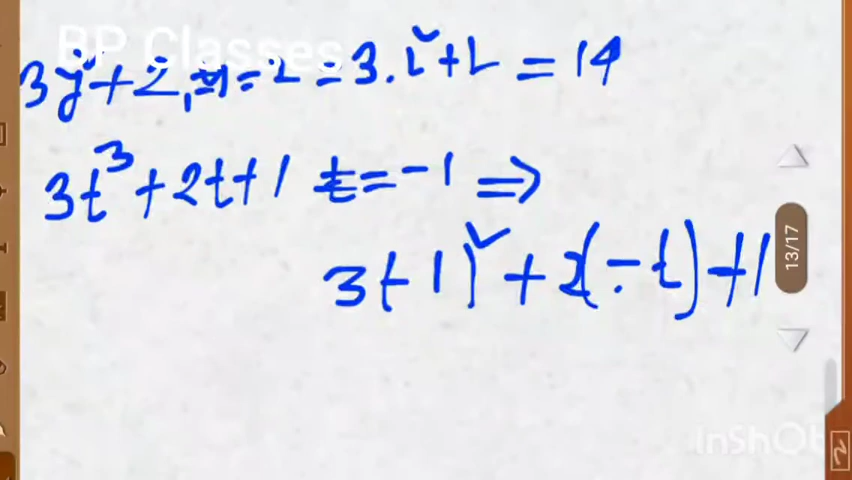 BP Classes
3y²+2, y=2 = 3.2²+2 = 14
3t³+2t+1 t=-1 ⇒
3(-1)²+2(-t)+1
13/17
InShOt